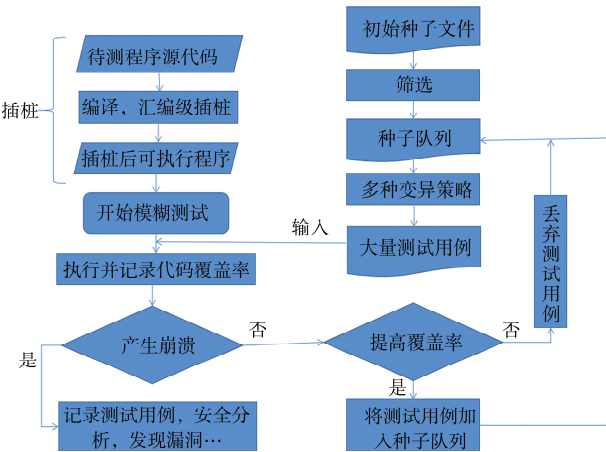 插桩
待测程序源代码
编译，汇编级插桩
插桩后可执行程序
开始模糊测试
执行并记录代码覆盖率
产生崩溃
是
否
记录测试用例，安全分
析，发现漏洞…
初始种子文件
筛选
种子队列
多种变异策略
大量测试用例
输入
提高覆盖率
否
是
丢弃测试用例
将测试用例加
入种子队列